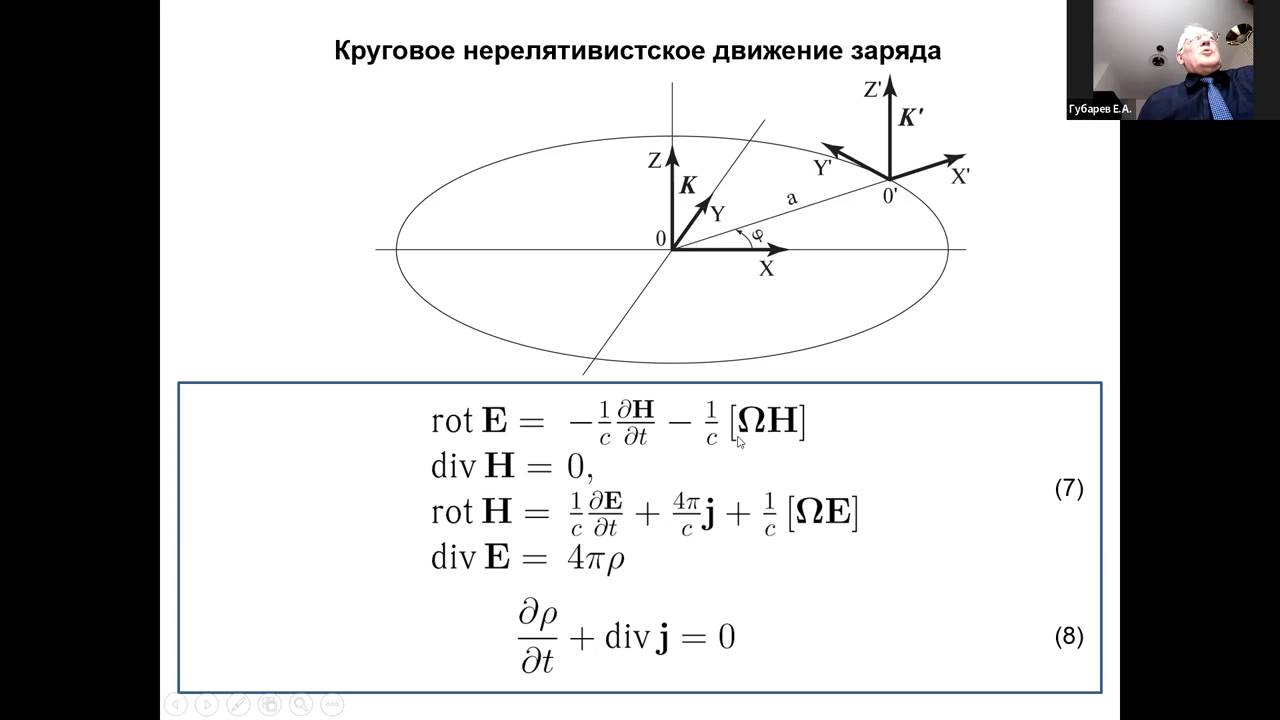 Круговое нерелятивистское движение заряда
Губарев Е.А.
Z'
K'
Y'
X'
0'
Z
K
Y
a
φ
0
X
rot E = −1/c ∂H/∂t − 1/c [ΩH]
div H = 0,
rot H = 1/c ∂E/∂t + 4π/c j + 1/c [ΩE]
div E = 4πρ
(7)
∂ρ/∂t + div j = 0
(8)